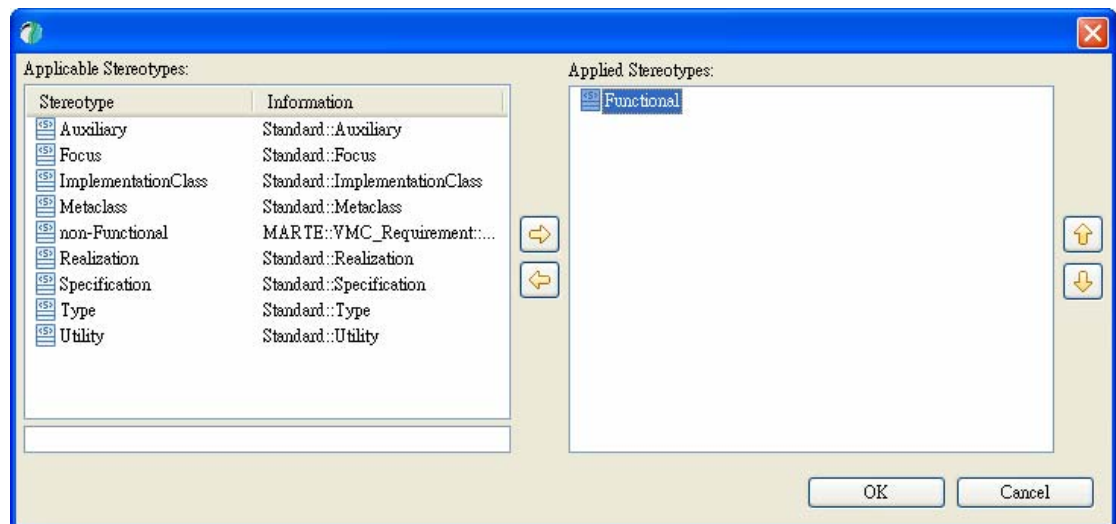 Applicable Stereotypes:
Stereotype Information
Auxiliary Standard::Auxiliary
Focus Standard::Focus
ImplementationClass Standard::ImplementationClass
Metaclass Standard::Metaclass
non-Functional MARTE::VMC_Requirement::...
Realization Standard::Realization
Specification Standard::Specification
Type Standard::Type
Utility Standard::Utility
Applied Stereotypes:
Functional
OK Cancel